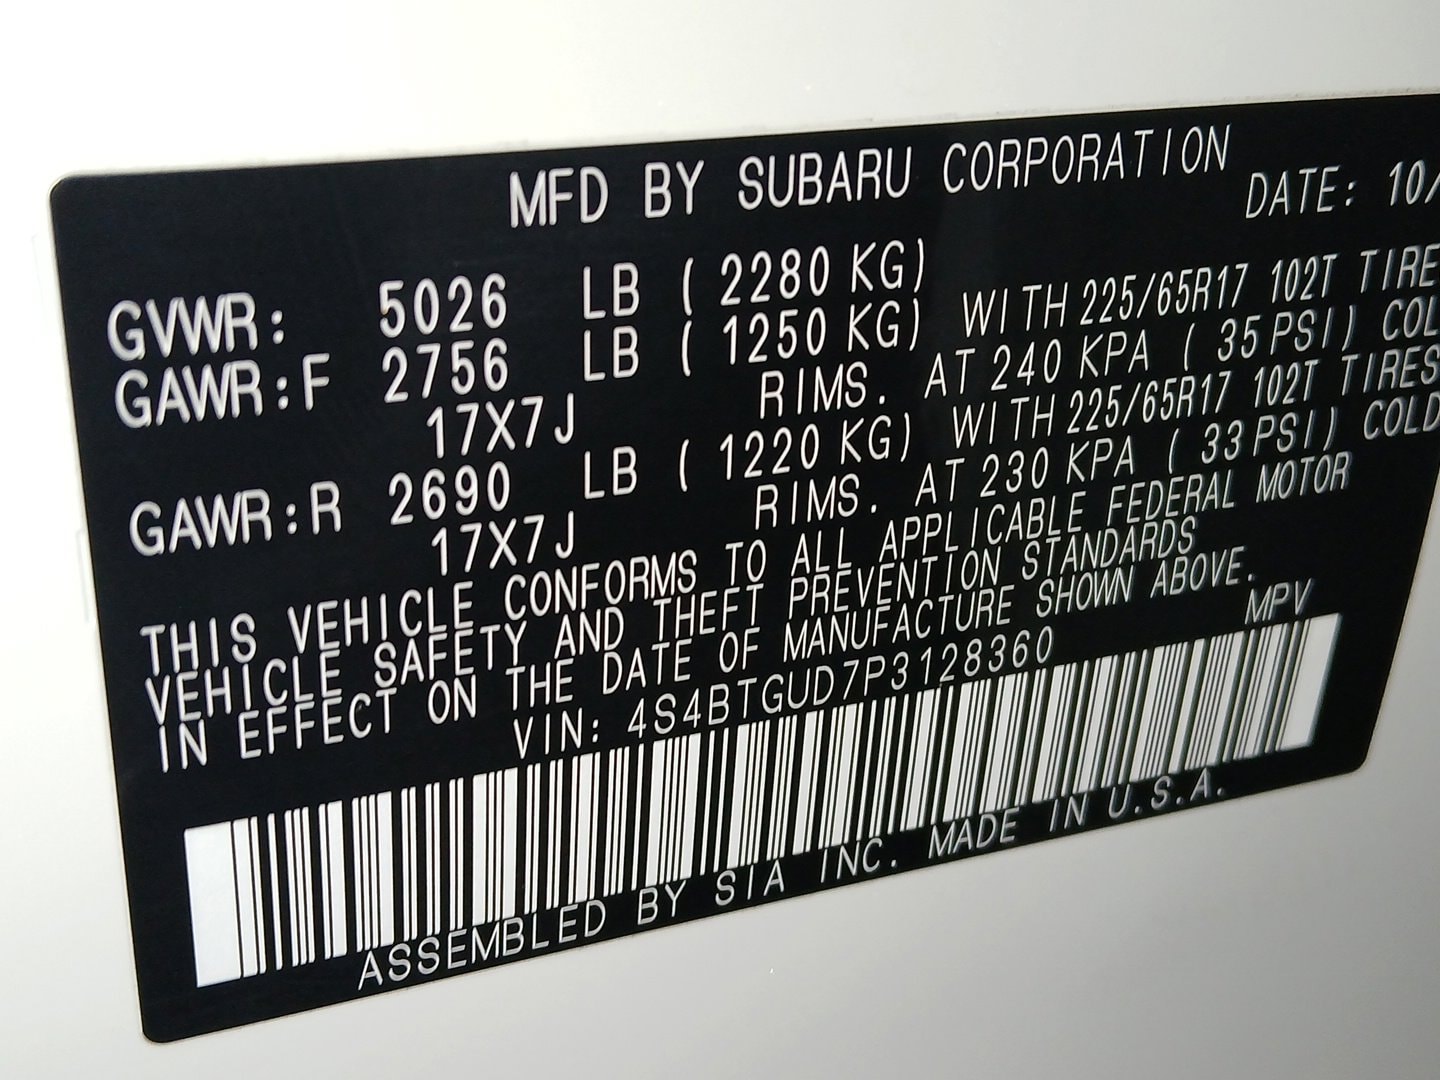 MFD BY SUBARU CORPORATION DATE: 10/
GVWR: 5026 LB ( 2280 KG)
GAWR:F 2756 LB ( 1250 KG) WITH 225/65R17 102T TIRE
17X7J RIMS. AT 240 KPA ( 35 PSI) COL
GAWR:R 2690 LB ( 1220 KG) WITH 225/65R17 102T TIRES
17X7J RIMS. AT 230 KPA ( 33 PSI) COLD
THIS VEHICLE CONFORMS TO ALL APPLICABLE FEDERAL MOTOR
VEHICLE SAFETY AND THEFT PREVENTION STANDARDS
IN EFFECT ON THE DATE OF MANUFACTURE SHOWN ABOVE.
VIN: 4S4BTGUD7P3128360 MPV
ASSEMBLED BY SIA INC. MADE IN U.S.A.